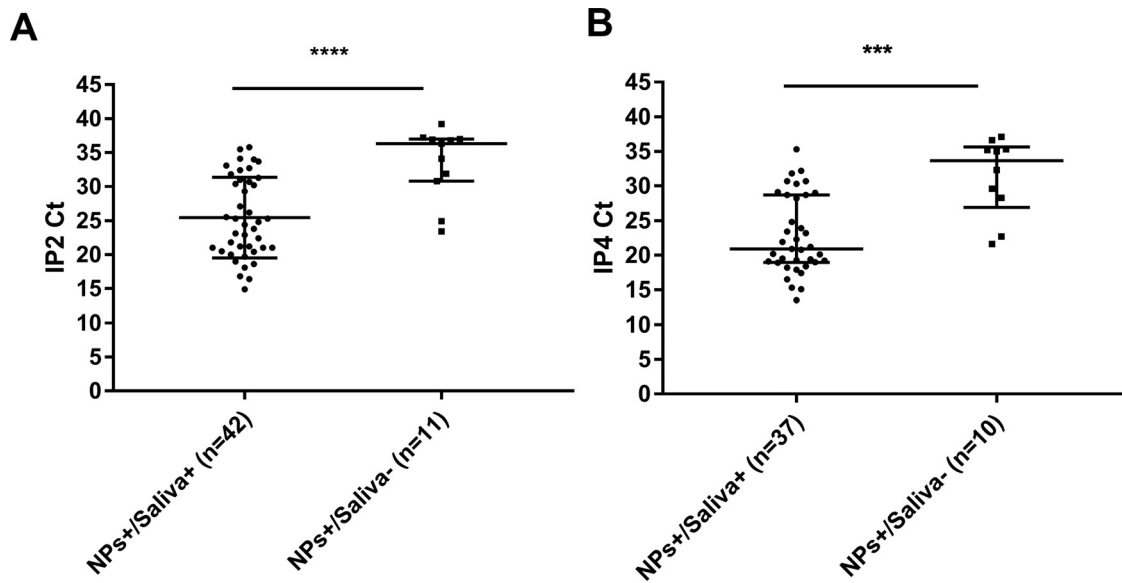 A
****
IP2 Ct
45
40
35
30
25
20
15
10
5
0
NPs+/Saliva+ (n=42)
NPs+/Saliva- (n=11)
B
***
IP4 Ct
45
40
35
30
25
20
15
10
5
0
NPs+/Saliva+ (n=37)
NPs+/Saliva- (n=10)